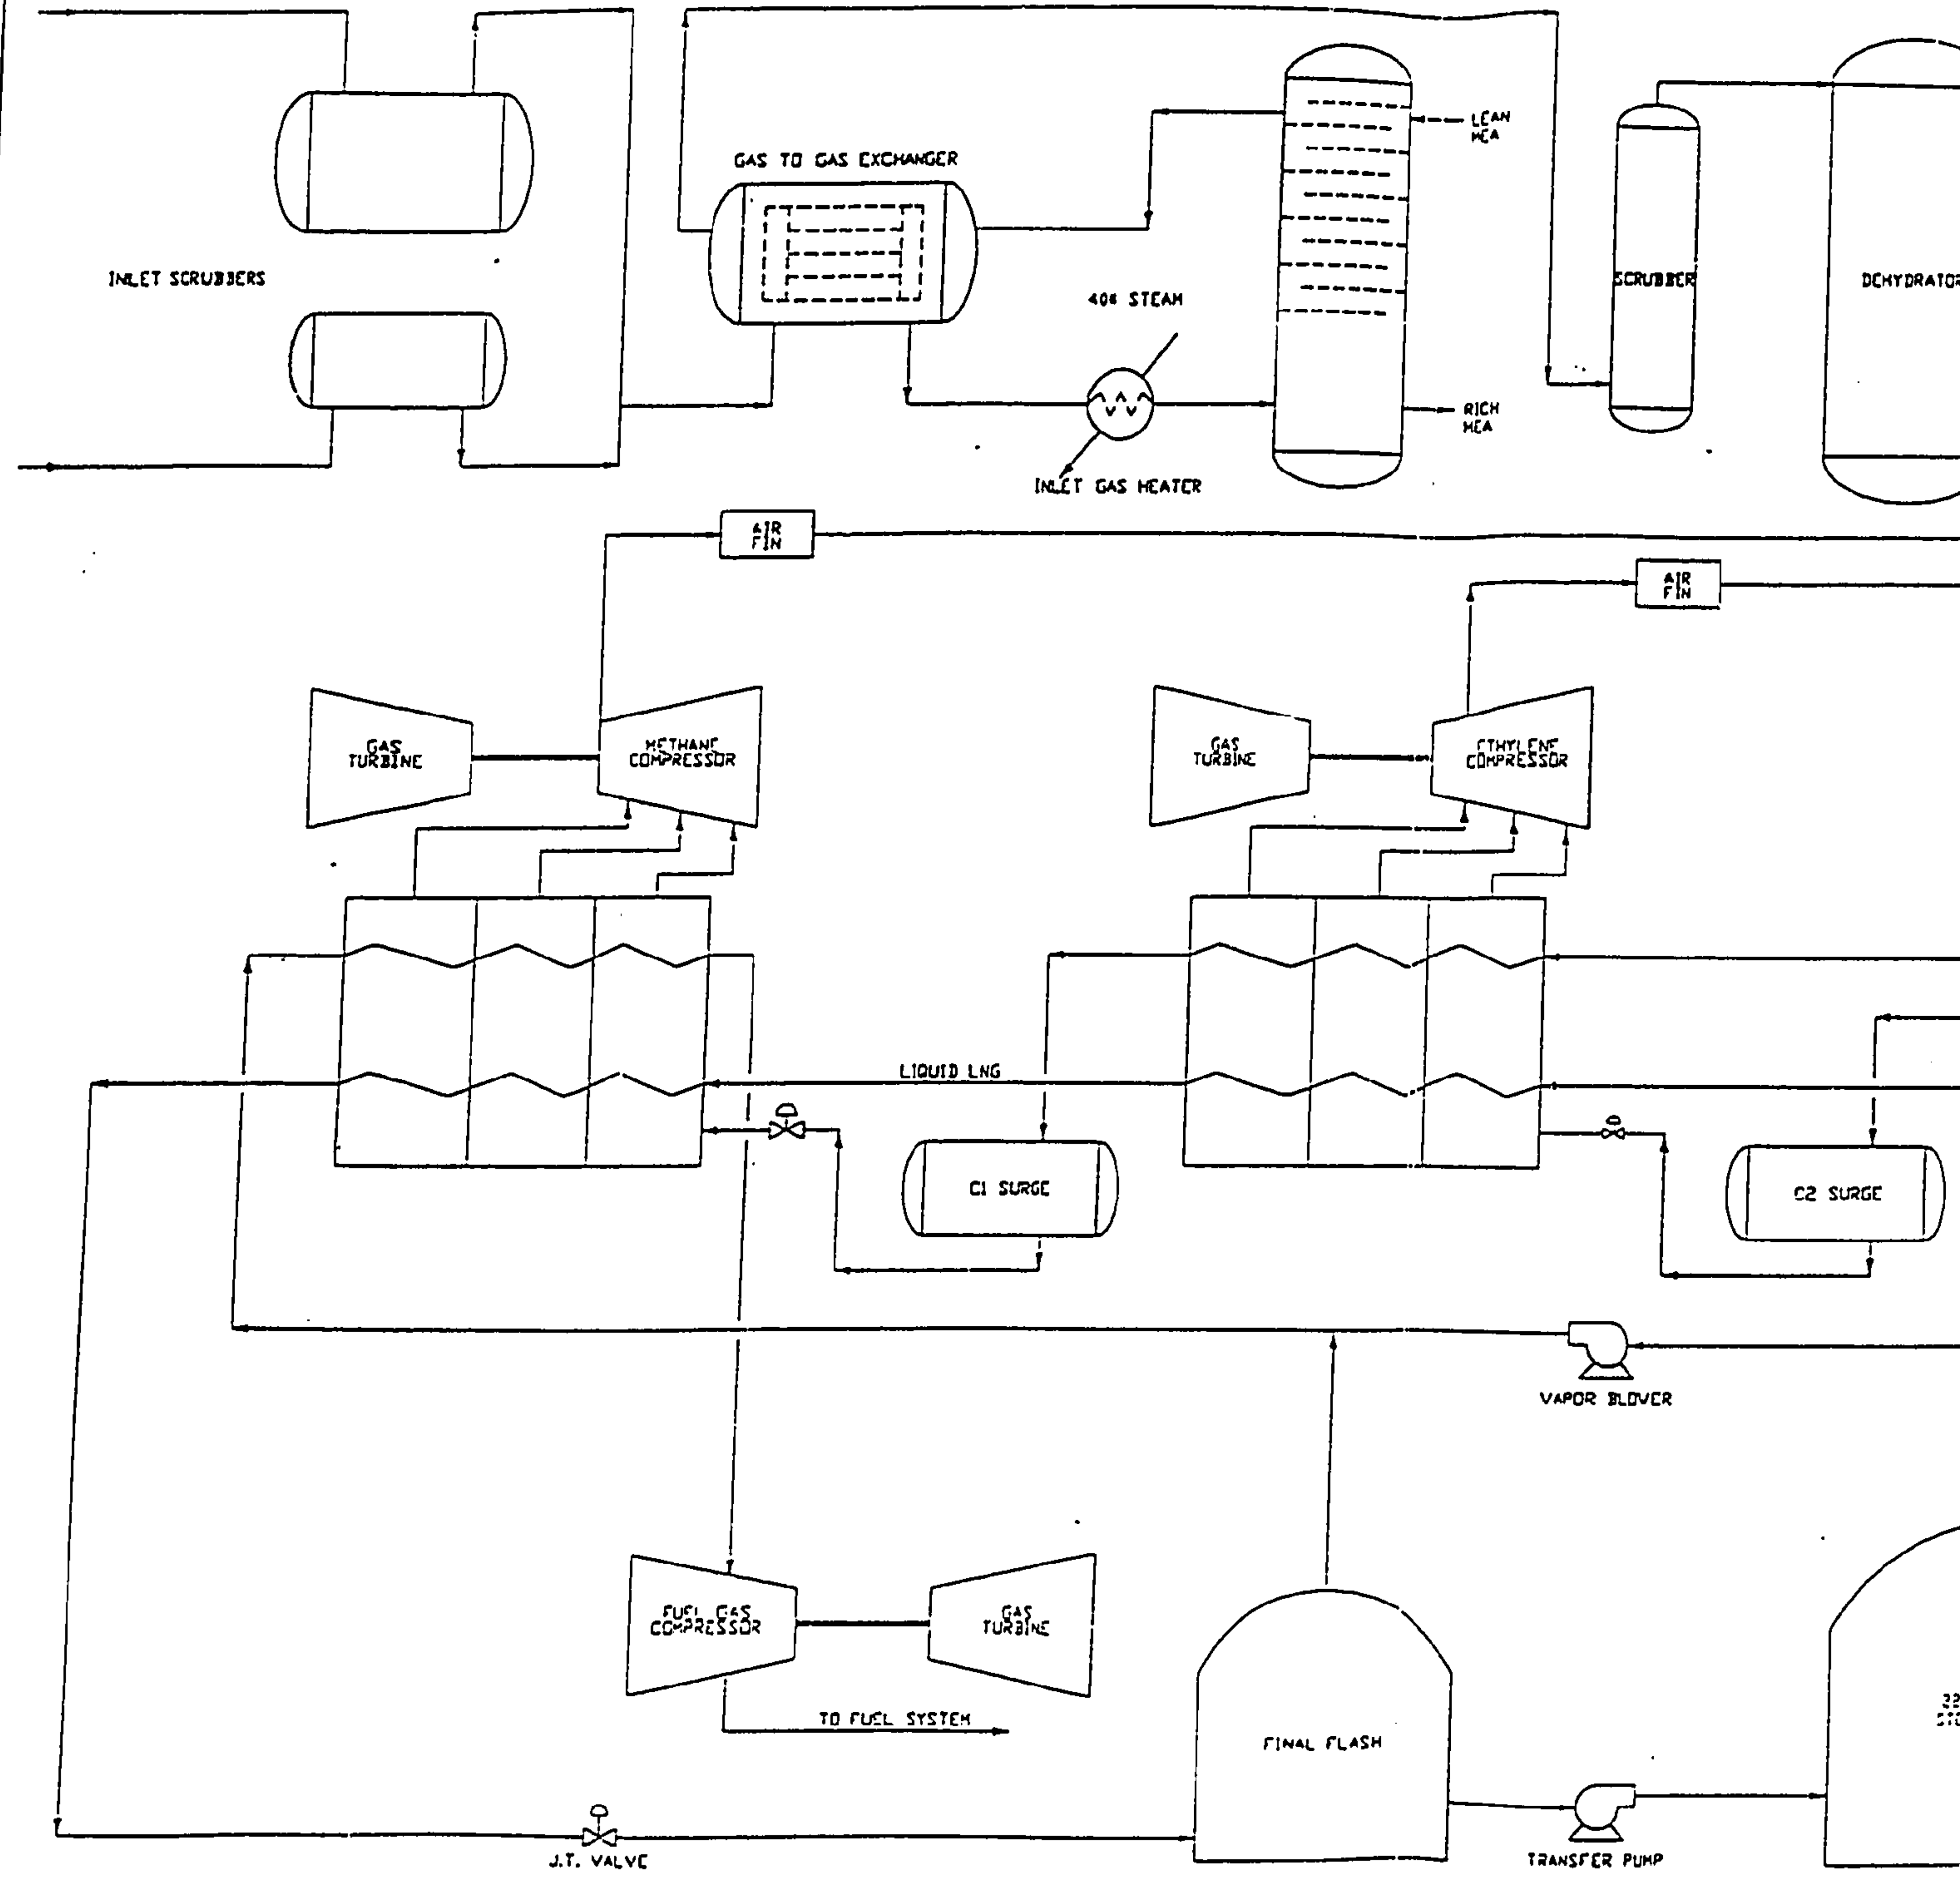 LEAN
MEA
GAS TO GAS EXCHANGER
INLET SCRUBBERS
SCRUBBER
DEHYDRATOR
40# STEAM
RICH
MEA
INLET GAS HEATER
AIR
FIN
AIR
FIN
GAS
TURBINE
METHANE
COMPRESSOR
GAS
TURBINE
ETHYLENE
COMPRESSOR
LIQUID LNG
C1 SURGE
C2 SURGE
VAPOR BLOWER
FUEL GAS
COMPRESSOR
GAS
TURBINE
TO FUEL SYSTEM
FINAL FLASH
J.T. VALVE
TRANSFER PUMP